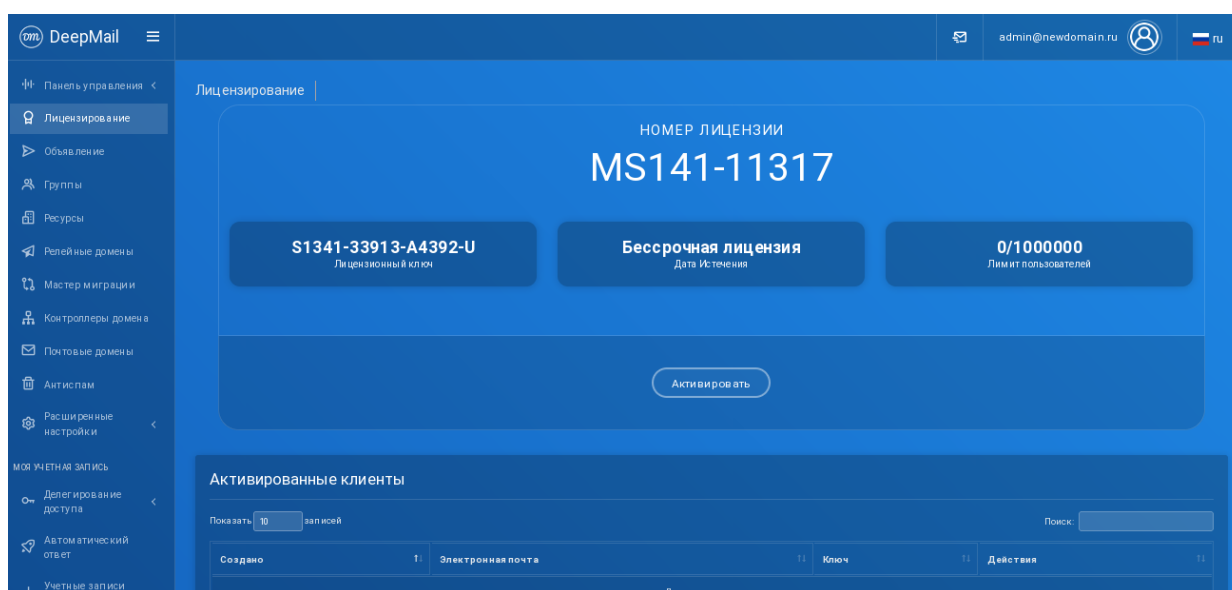 DeepMail
admin@newdomain.ru
ru
Панель управления
Лицензирование
Объявление
Группы
Ресурсы
Релейные домены
Мастер миграции
Контроллеры домена
Почтовые домены
Антиспам
Расширенные
настройки
МОЯ УЧЕТНАЯ ЗАПИСЬ
Делегирование
доступа
Автоматический
ответ
Учетные записи
Лицензирование
НОМЕР ЛИЦЕНЗИИ
MS141-11317
S1341-33913-A4392-U
Лицензионный ключ
Бессрочная лицензия
Дата Истечения
0/1000000
Лимит пользователей
Активировать
Активированные клиенты
Показать 10 записей
Поиск:
Создано Электронная почта Ключ Действия